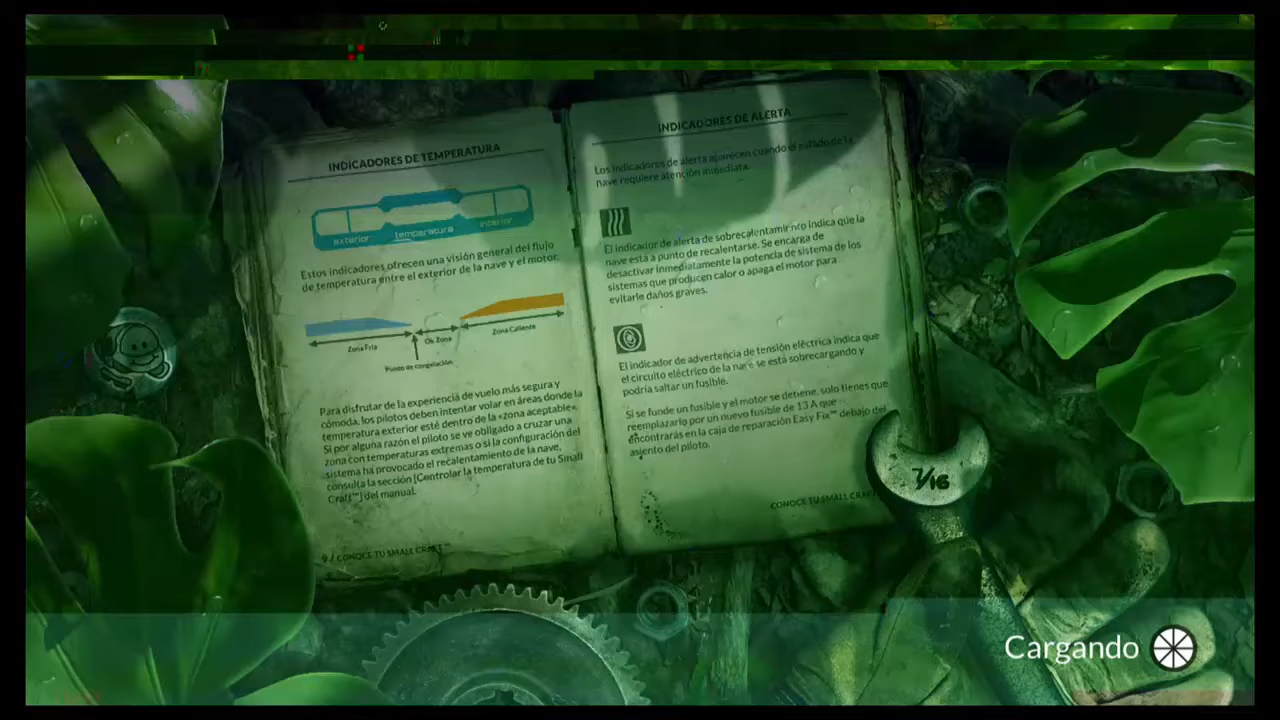 INDICADORES DE TEMPERATURA
exterior temperatura interior
Estos indicadores ofrecen una visión general del flujo
de temperatura entre el exterior de la nave y el motor.
Zona Fría
Ok Zona
Zona Caliente
Punto de congelación
Para disfrutar de la experiencia de vuelo más segura y
cómoda, los pilotos deben intentar volar en áreas donde la
temperatura exterior esté dentro de la «zona aceptable».
Si por alguna razón el piloto se ve obligado a cruzar una
zona con temperaturas extremas o si la configuración del
sistema ha provocado el recalentamiento de la nave,
consulta la sección [Controlar la temperatura de tu Small
Craft™] del manual.
9 / CONOCE TU SMALL CRAFT™
INDICADORES DE ALERTA
Los indicadores de alerta aparecen cuando el estado de la
nave requiere atención inmediata.
El indicador de alerta de sobrecalentamiento indica que la
nave está a punto de recalentarse. Se encarga de
desactivar inmediatamente la potencia de sistema de los
sistemas que producen calor o apaga el motor para
evitarle daños graves.
El indicador de advertencia de tensión eléctrica indica que
el circuito eléctrico de la nave se está sobrecargando y
podría saltar un fusible.
Si se funde un fusible y el motor se detiene, solo tienes que
reemplazarlo por un nuevo fusible de 13 A que
encontrarás en la caja de reparación Easy Fix™ debajo del
asiento del piloto.
CONOCE TU SMALL CRAFT
7/16
Cargando